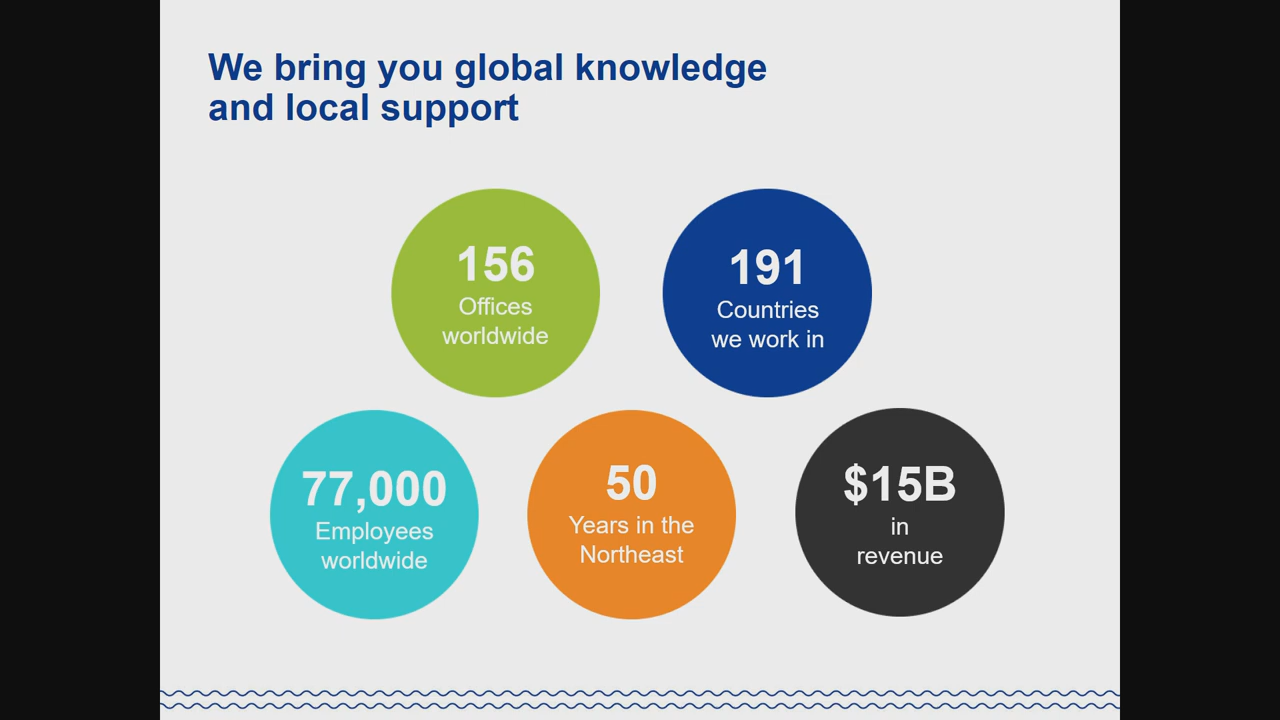 We bring you global knowledge
and local support
156
Offices
worldwide
191
Countries
we work in
77,000
Employees
worldwide
50
Years in the
Northeast
$15B
in
revenue